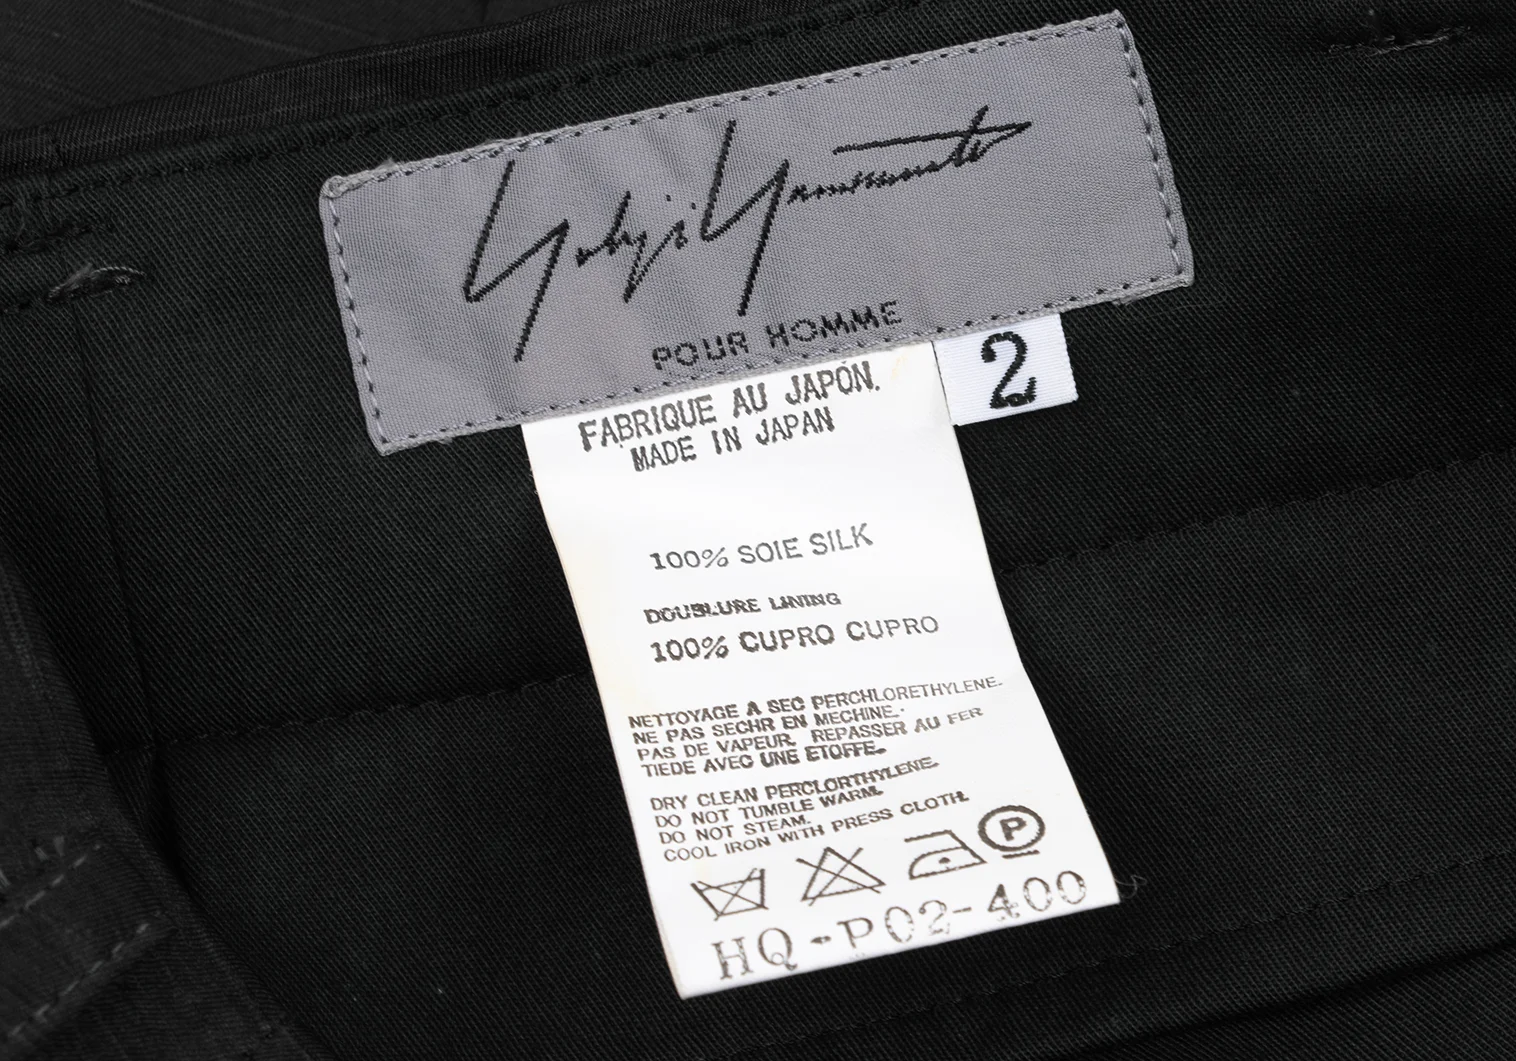 Yohji Yamamoto
POUR HOMME
2
FABRIQUE AU JAPON.
MADE IN JAPAN
100% SOIE SILK
DOUBLURE LINING
100% CUPRO CUPRO
NETTOYAGE A SEC PERCHLORETHYLENE.
NE PAS SECHR EN MECHINE.
PAS DE VAPEUR. REPASSER AU FER
TIEDE AVEC UNE ETOFFE.
DRY CLEAN PERCLORTHYLENE.
DO NOT TUMBLE WARM.
DO NOT STEAM.
COOL IRON WITH PRESS CLOTH.
P
HQ-P02-400